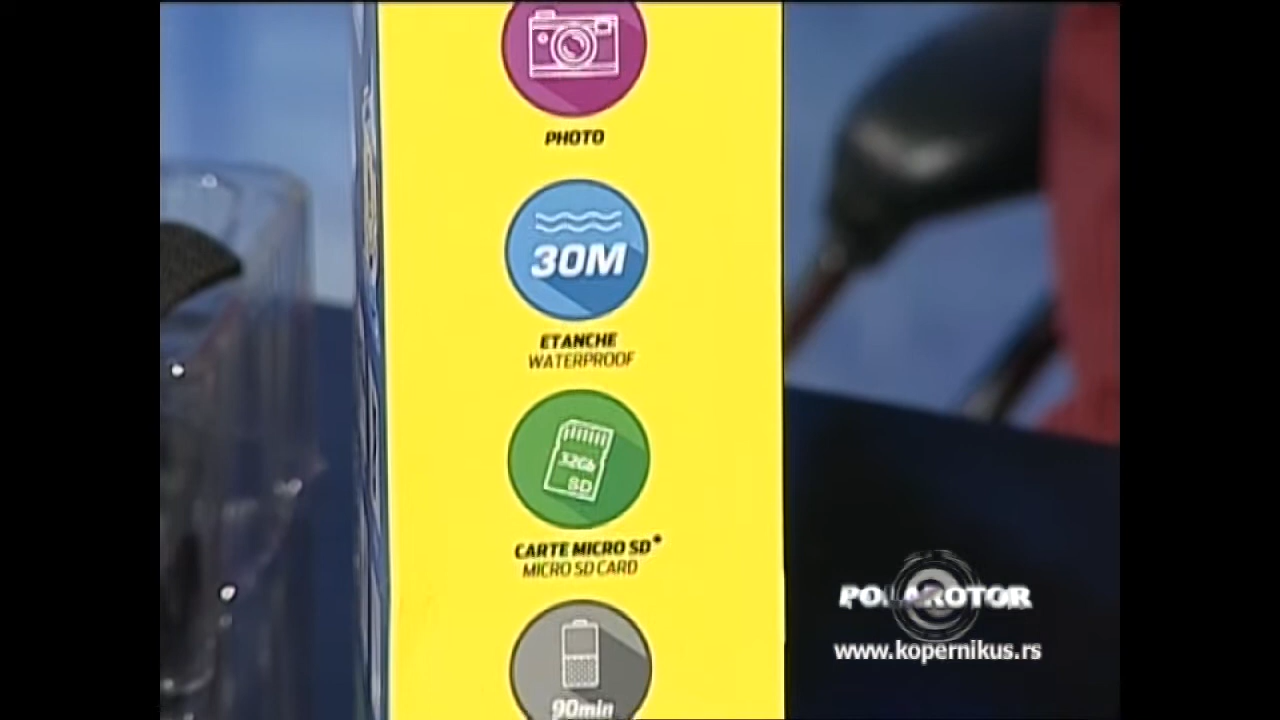 PHOTO
30M
ETANCHE
WATERPROOF
32Gb
SD
CARTE MICRO SD*
MICRO SD CARD
90min
POLAROTOR
www.kopernikus.rs